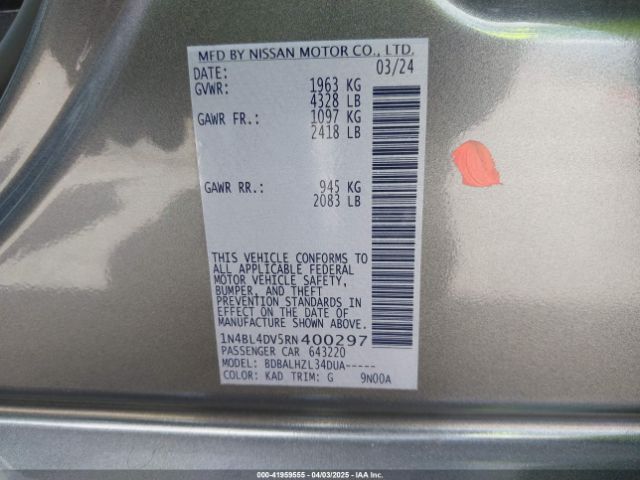 MFD BY NISSAN MOTOR CO., LTD.
DATE: 03/24
GVWR: 1963 KG
4328 LB
GAWR FR.: 1097 KG
2418 LB
GAWR RR.: 945 KG
2083 LB
THIS VEHICLE CONFORMS TO
ALL APPLICABLE FEDERAL
MOTOR VEHICLE SAFETY,
BUMPER, AND THEFT
PREVENTION STANDARDS IN
EFFECT ON THE DATE OF
MANUFACTURE SHOWN ABOVE.
1N4BL4DV5RN400297
PASSENGER CAR 643220
MODEL: BDBALHZL34DUA-----
COLOR: KAD TRIM: G 9N00A
00-41959555 - 04/03/2025 - IAA Inc.